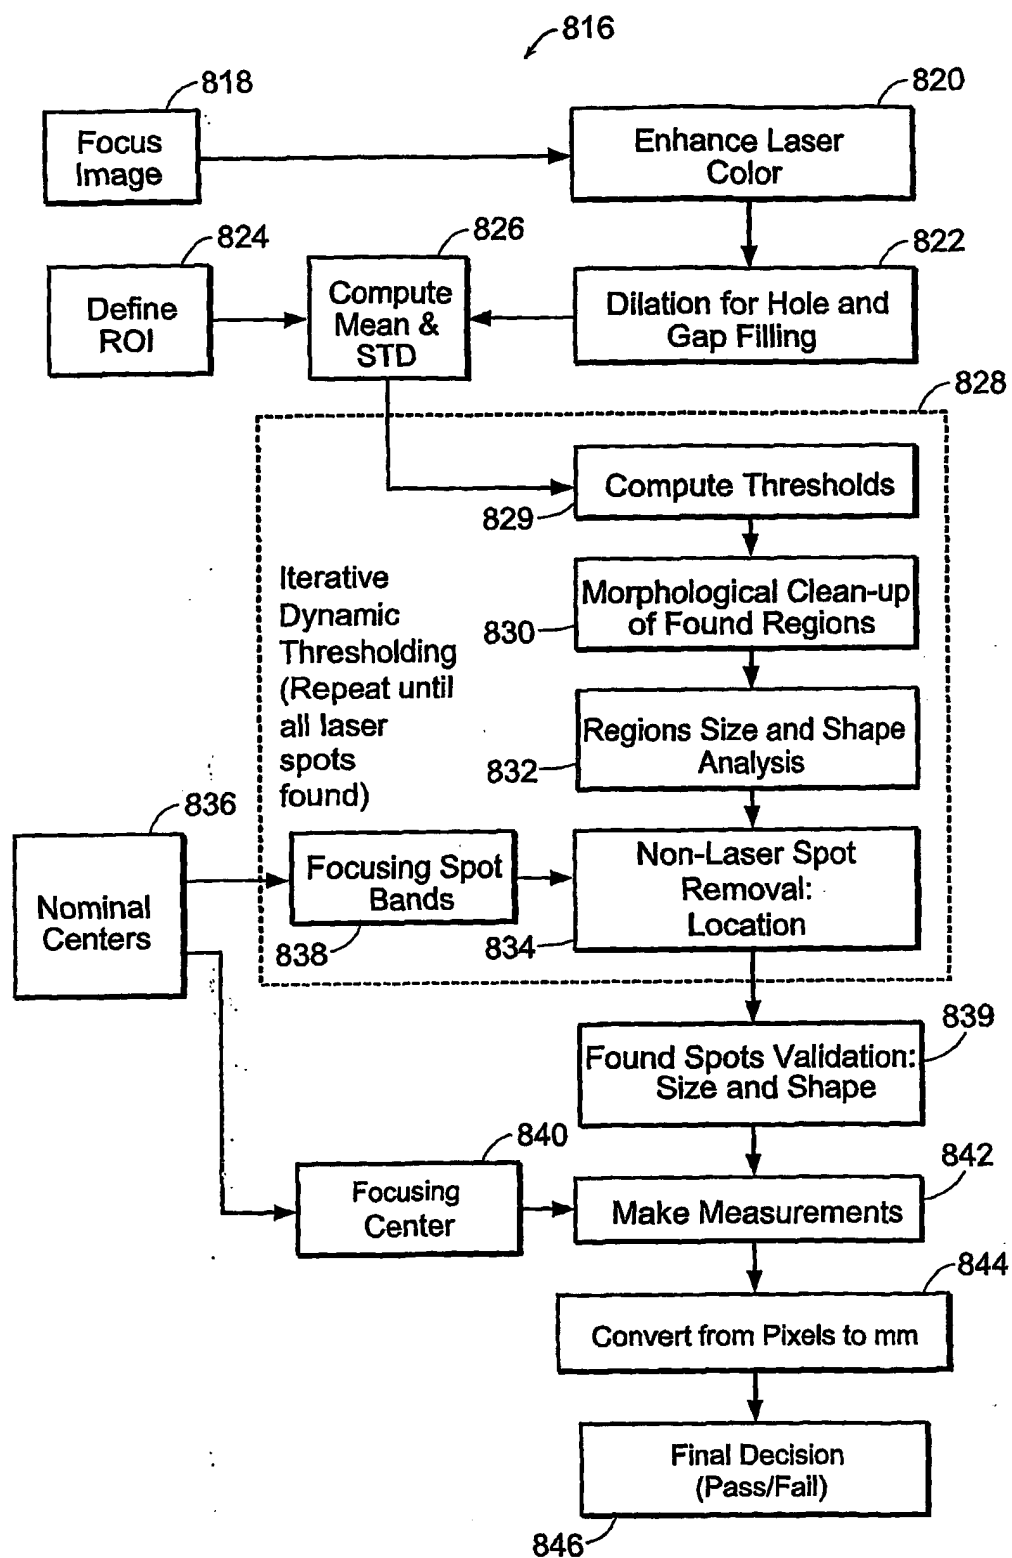 816
818
Focus
Image
820
Enhance Laser
Color
824
Define
ROI
826
Compute
Mean &
STD
822
Dilation for Hole and
Gap Filling
828
Compute Thresholds
829
Iterative
Dynamic
Thresholding
(Repeat until
all laser
spots
found)
Morphological Clean-up
of Found Regions
830
Regions Size and Shape
Analysis
832
836
Nominal
Centers
Focusing Spot
Bands
838
Non-Laser Spot
Removal:
Location
834
839
Found Spots Validation:
Size and Shape
840
Focusing
Center
842
Make Measurements
844
Convert from Pixels to mm
Final Decision
(Pass/Fail)
846